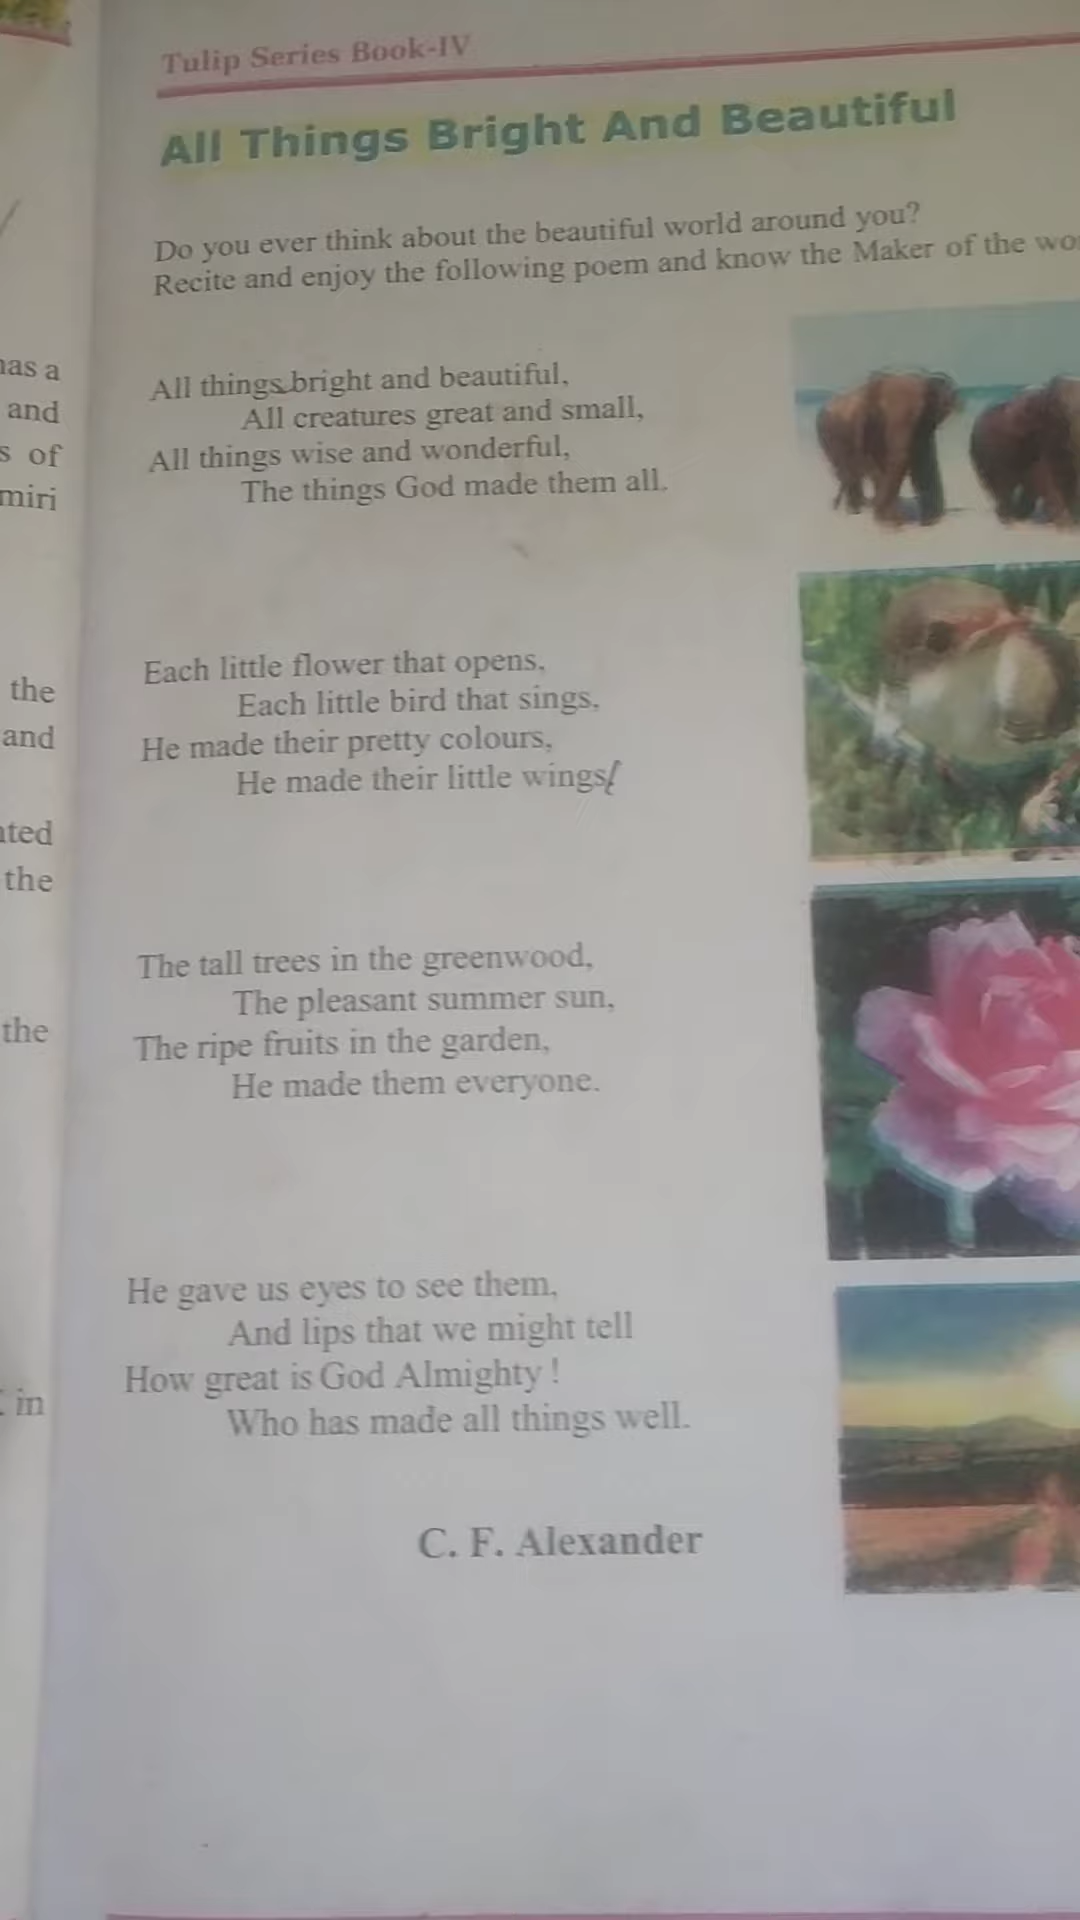 Tulip Series Book-IV
All Things Bright And Beautiful
Do you ever think about the beautiful world around you?
Recite and enjoy the following poem and know the Maker of the
All things bright and beautiful,
All creatures great and small,
All things wise and wonderful,
The things God made them all.
Each little flower that opens,
Each little bird that sings,
He made their pretty colours,
He made their little wings
The tall trees in the greenwood,
The pleasant summer sun,
The ripe fruits in the garden,
He made them everyone.
He gave us eyes to see them,
And lips that we might tell
How great is God Almighty !
Who has made all things well.
C. F. Alexander
has a
and
of
the
and
the
the
in